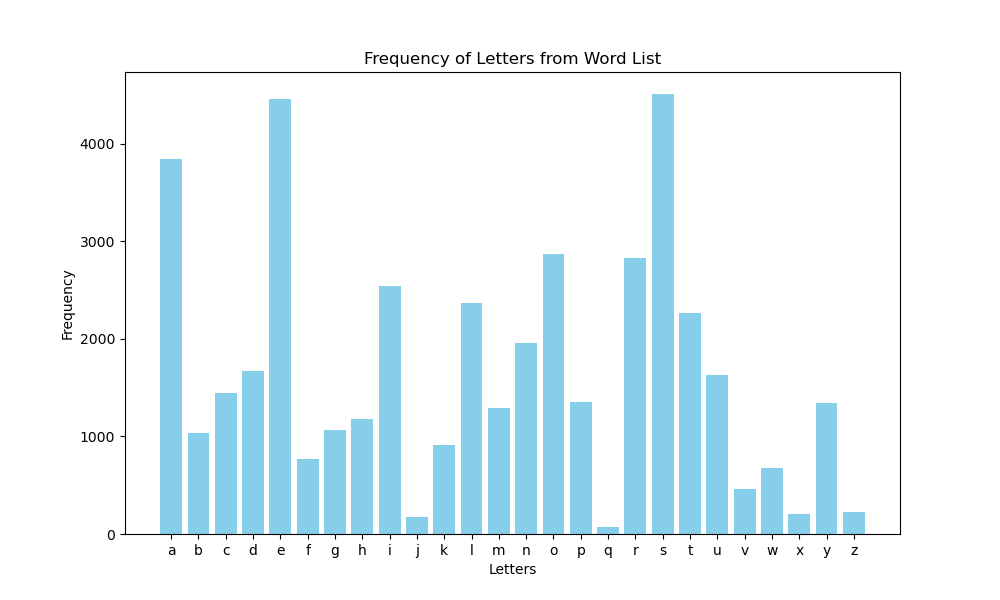 Frequency of Letters from Word List
Frequency
4000
3000
2000
1000
0
a b c d e f g h i j k l m n o p q r s t u v w x y z
Letters